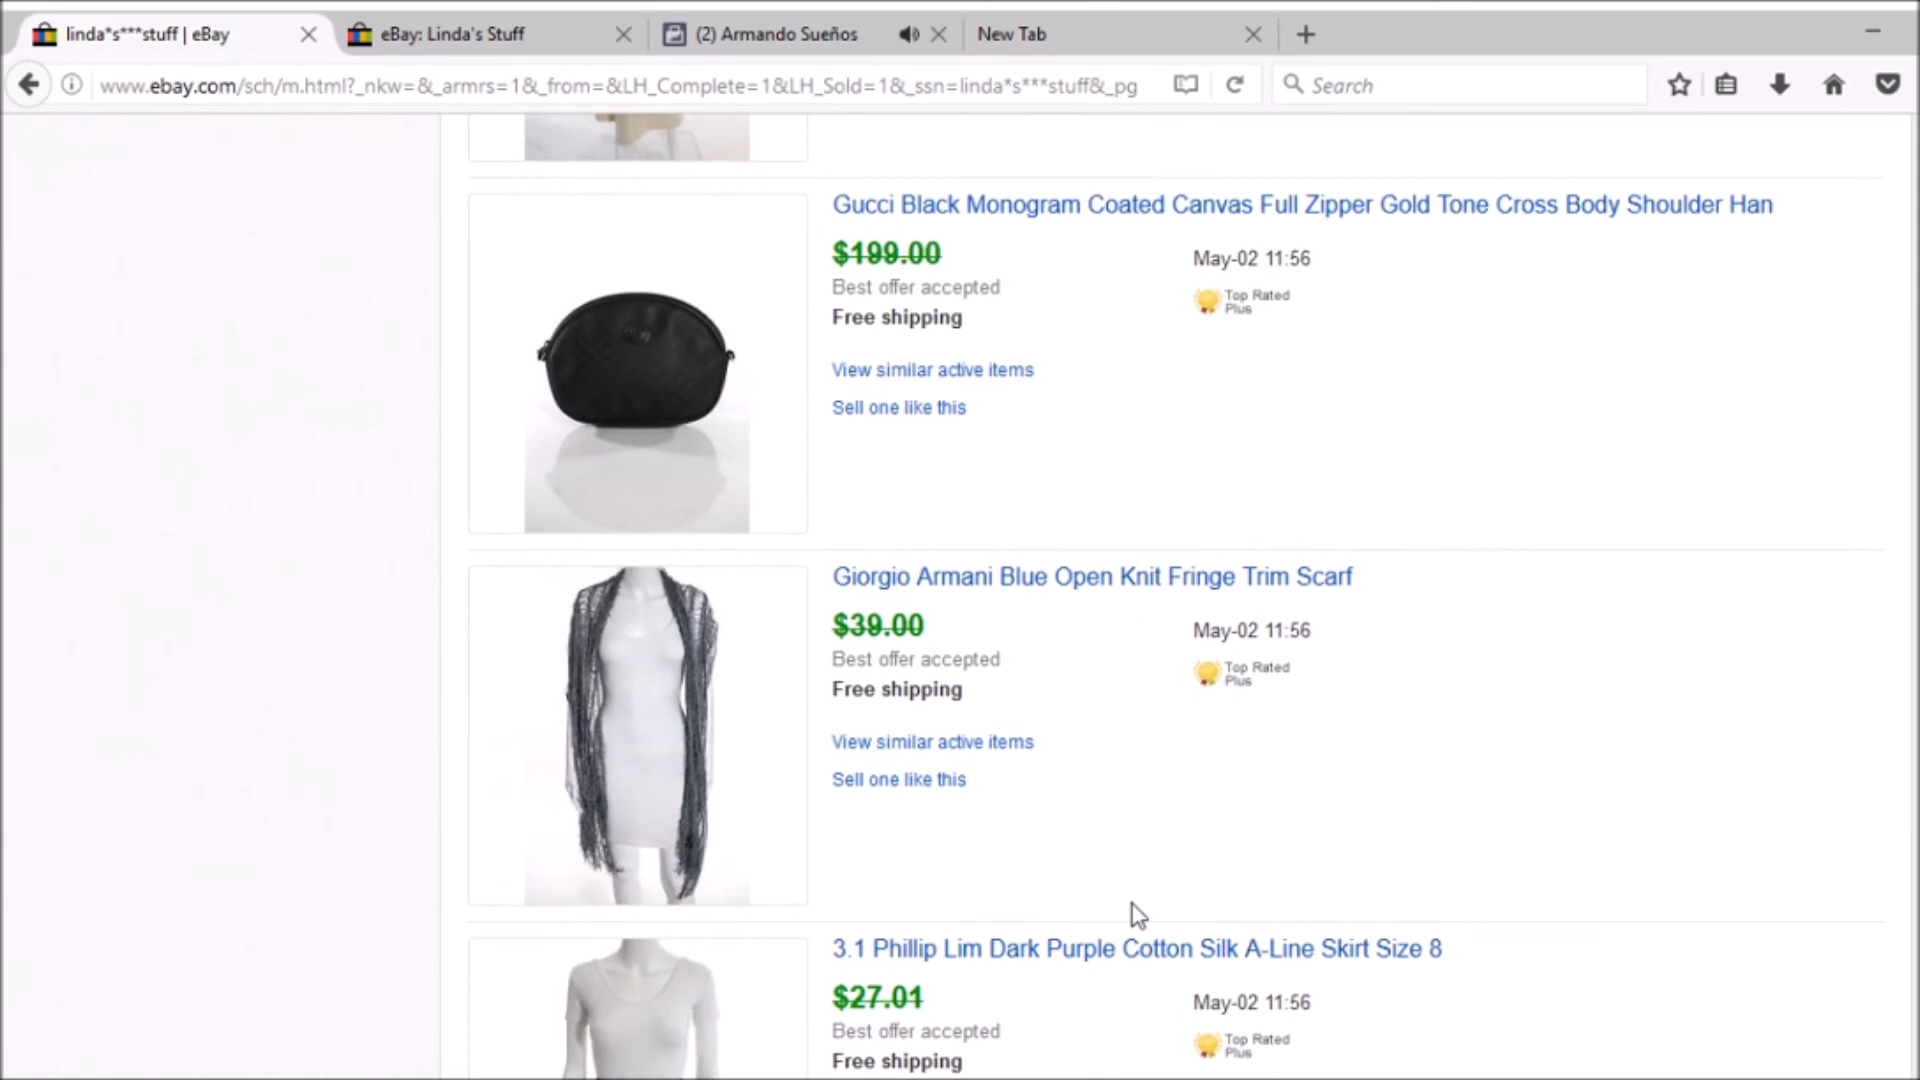 linda*s***stuff | eBay
eBay: Linda's Stuff
(2) Armando Sueños
New Tab
www.ebay.com/sch/m.html?_nkw=&_armrs=1&_from=&LH_Complete=1&LH_Sold=1&_ssn=linda*s***stuff&_pg
Search
Gucci Black Monogram Coated Canvas Full Zipper Gold Tone Cross Body Shoulder Han
$199.00
May-02 11:56
Best offer accepted
Top Rated
Plus
Free shipping
View similar active items
Sell one like this
Giorgio Armani Blue Open Knit Fringe Trim Scarf
$39.00
May-02 11:56
Best offer accepted
Top Rated
Plus
Free shipping
View similar active items
Sell one like this
3.1 Phillip Lim Dark Purple Cotton Silk A-Line Skirt Size 8
$27.01
May-02 11:56
Best offer accepted
Top Rated
Plus
Free shipping